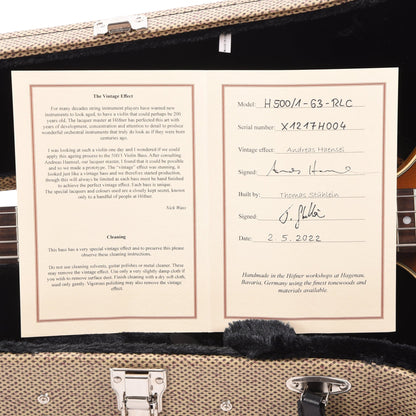 The Vintage Effect
For many decades string instrument players have wanted new
instruments to look aged, to have a violin that could perhaps be 200
years old. The lacquer master at Höfner has perfected this art with
years of development, concentration and attention to detail to produce
wonderful orchestral instruments that truly do look as if they were been
centuries ago.
I was looking at such a violin one day and I wondered if we could
apply this ageing process to the 500/1 Violin Bass. After consulting
Andreas Haensel, our lacquer master, I found that it could be possible
and so we made a prototype. The "vintage" effect was stunning, it
looked just like a vintage bass and we therefore started production,
though this will always be limited as each bass must be hand finished
to achieve the perfect vintage effect. Each bass is unique.
The special lacquers and colours used are a closely kept secret, known
only to a handful of people at Höfner.
Nick Wass
Cleaning
This bass has a very special vintage effect and to preserve this please
observe these cleaning instructions.
Do not use cleaning solvents, guitar polishes or metal cleaner. These
may remove the vintage effect. Use only a very slightly damp cloth if
you wish to remove surface dust. Finish cleaning with a dry soft cloth,
used only gently. Vigorous polishing may also remove the vintage
effect.
Model: H500/1-63-RLC
Serial number: X1217H004
Vintage effect: Andreas Haensel
Signed:
Built by: Thomas Stühlein
Signed:
Date: 2.5.2022
Handmade in the Höfner workshops at Hagenau,
Bavaria, Germany using the finest tonewoods and
materials available.